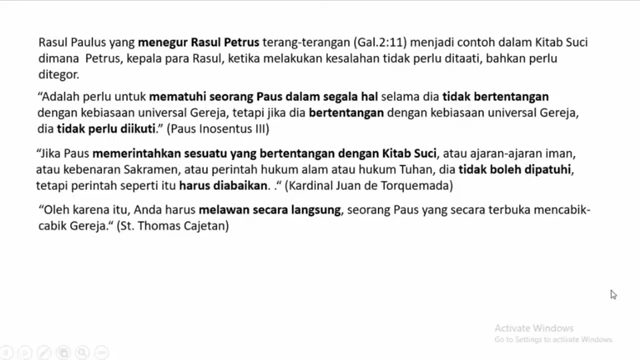 Rasul Paulus yang menegur Rasul Petrus terang-terangan (Gal.2:11) menjadi contoh dalam Kitab Suci
dimana Petrus, kepala para Rasul, ketika melakukan kesalahan tidak perlu ditaati, bahkan perlu
ditegor.
“Adalah perlu untuk mematuhi seorang Paus dalam segala hal selama dia tidak bertentangan
dengan kebiasaan universal Gereja, tetapi jika dia bertentangan dengan kebiasaan universal Gereja,
dia tidak perlu diikuti.” (Paus Inosentus III)
“Jika Paus memerintahkan sesuatu yang bertentangan dengan Kitab Suci, atau ajaran-ajaran iman,
atau kebenaran Sakramen, atau perintah hukum alam atau hukum Tuhan, dia tidak boleh dipatuhi,
tetapi perintah seperti itu harus diabaikan. .“ (Kardinal Juan de Torquemada)
“Oleh karena itu, Anda harus melawan secara langsung, seorang Paus yang secara terbuka mencabik-
cabik Gereja.“ (St. Thomas Cajetan)
Activate Windows
Go to Settings to activate Windows.